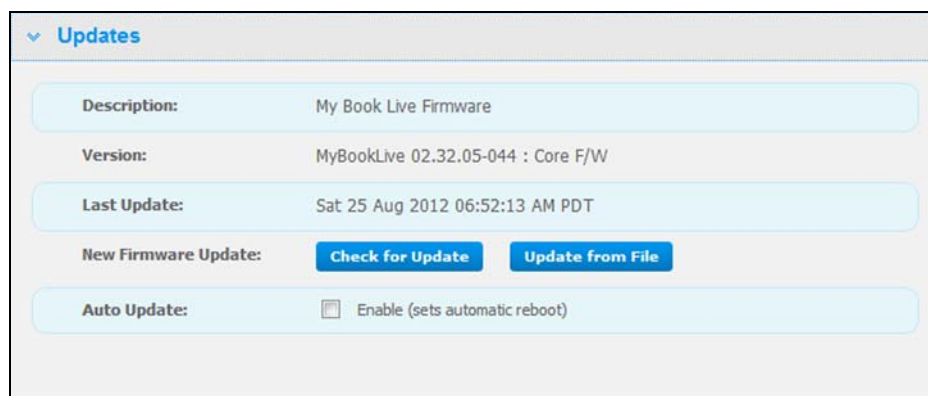 Updates
Description: My Book Live Firmware
Version: MyBookLive 02.32.05-044 : Core F/W
Last Update: Sat 25 Aug 2012 06:52:13 AM PDT
New Firmware Update: Check for Update Update from File
Auto Update: Enable (sets automatic reboot)